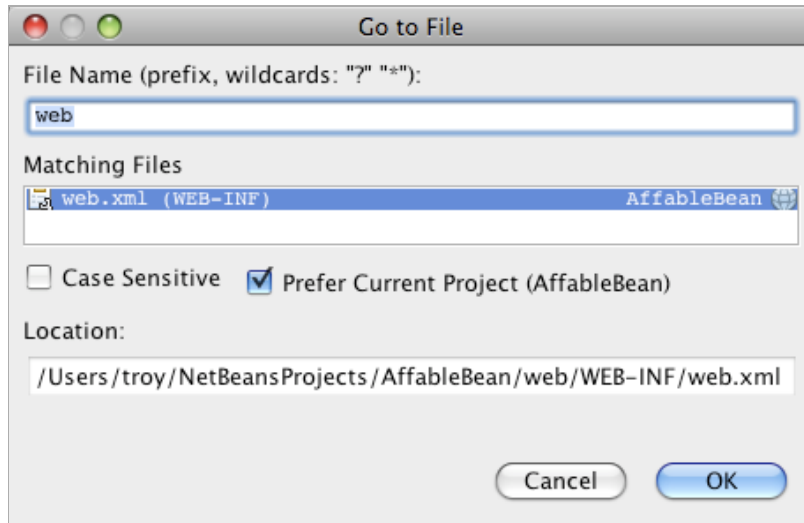 Go to File
File Name (prefix, wildcards: "?" "*"):
web
Matching Files
web.xml (WEB-INF) AffableBean
Case Sensitive Prefer Current Project (AffableBean)
Location:
/Users/troy/NetBeansProjects/AffableBean/web/WEB-INF/web.xml
Cancel OK